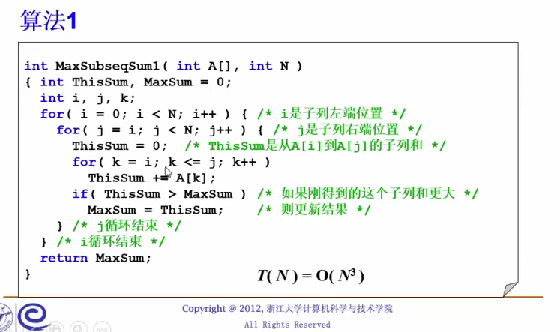 算法1
int MaxSubseqSum1( int A[], int N )
{ int ThisSum, MaxSum = 0;
int i, j, k;
for( i = 0; i < N; i++ ) { /* i是子列左端位置 */
for( j = i; j < N; j++ ) { /* j是子列右端位置 */
ThisSum = 0; /* ThisSum是从A[i]到A[j]的子列和 */
for( k = i; k <= j; k++ )
ThisSum += A[k];
if( ThisSum > MaxSum ) /* 如果刚得到的这个子列和更大 */
MaxSum = ThisSum; /* 则更新结果 */
} /* j循环结束 */
} /* i循环结束 */
return MaxSum;
}
T( N ) = O( N³ )
Copyright @ 2012, 浙江大学计算机科学与技术学院
All Rights Reserved